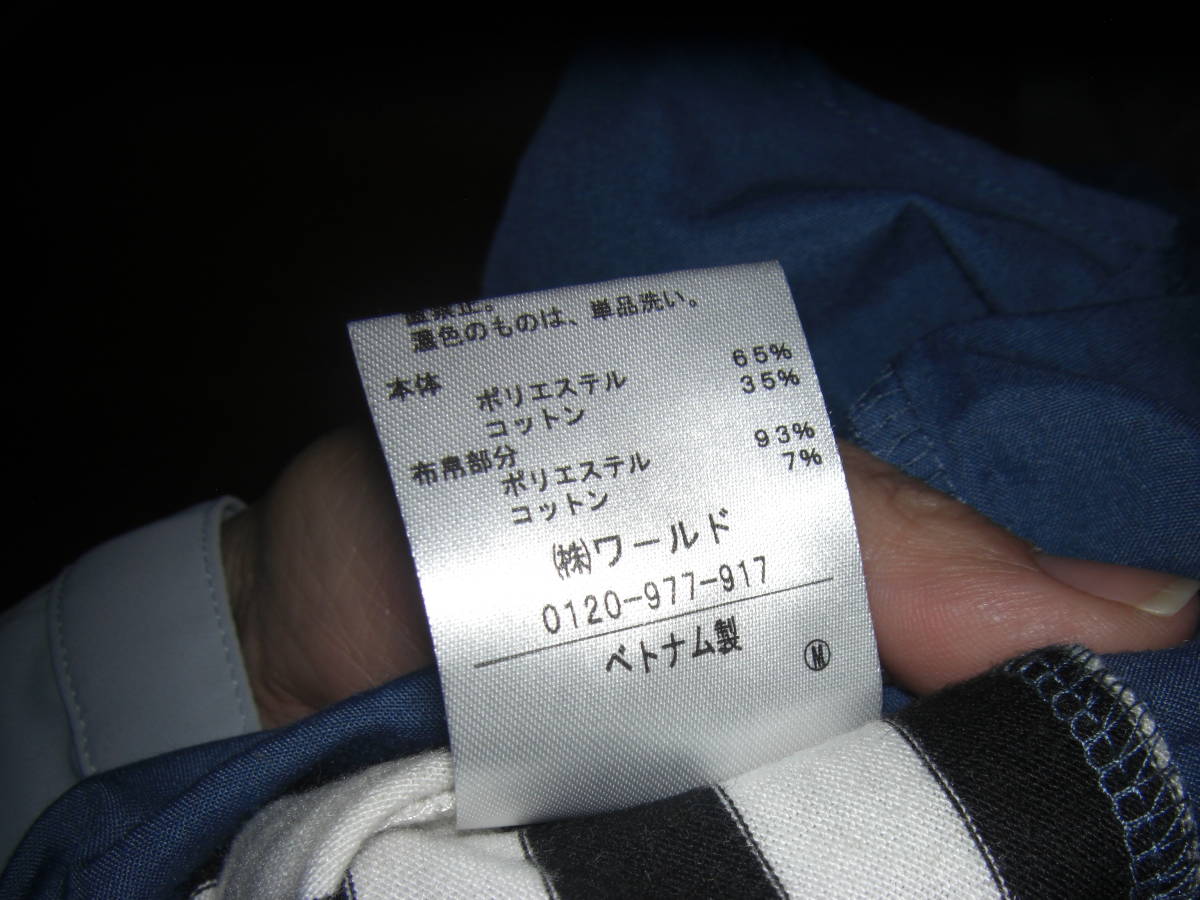 濃色のものは、単品洗い。
本体
ポリエステル 65%
コットン 35%
布帛部分
ポリエステル 93%
コットン 7%
㈱ワールド
0120-977-917
ベトナム製 Ⓜ